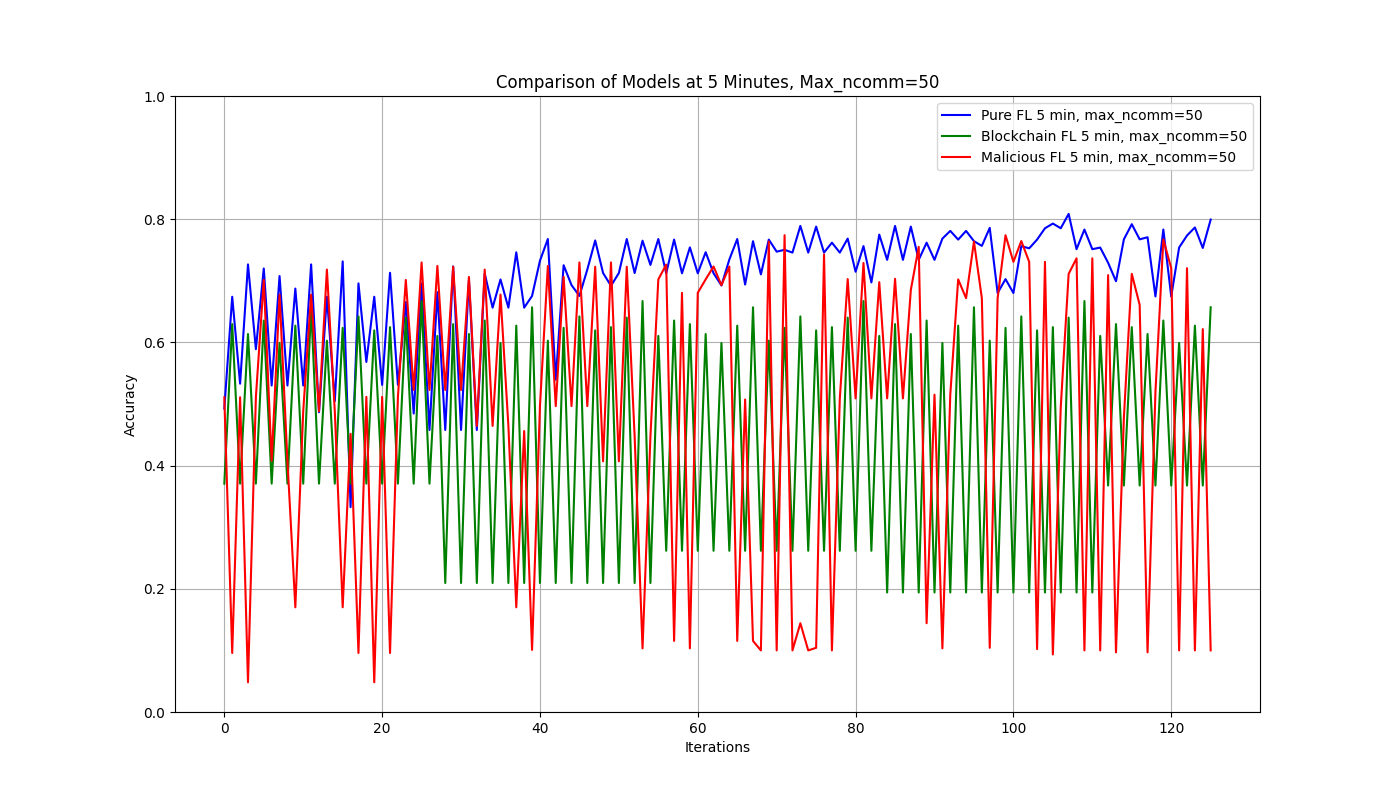 Comparison of Models at 5 Minutes, Max_ncomm=50
Pure FL 5 min, max_ncomm=50
Blockchain FL 5 min, max_ncomm=50
Malicious FL 5 min, max_ncomm=50
Accuracy
1.0
0.8
0.6
0.4
0.2
0.0
0 20 40 60 80 100 120
Iterations